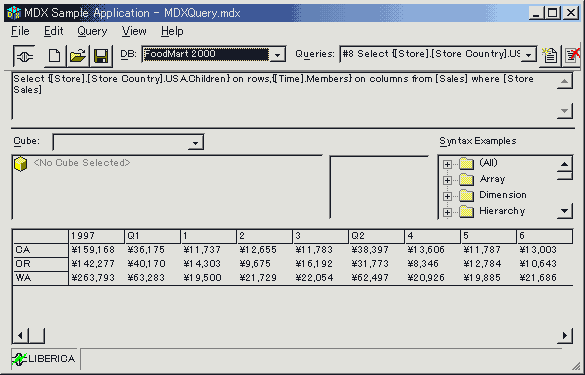 MDX Sample Application - MDXQuery.mdx
File Edit Query View Help
DB: FoodMart 2000 Queries: #8 Select {[Store].[Store Country].US
Select {[Store].[Store Country].USA.Children} on rows,{[Time].Members} on columns from [Sales] where [Store
Sales]
Cube: Syntax Examples
<No Cube Selected> (All)
Array
Dimension
Hierarchy
1997 Q1 1 2 3 Q2 4 5 6
CA ¥159,168 ¥36,175 ¥11,737 ¥12,655 ¥11,783 ¥38,397 ¥13,606 ¥11,787 ¥13,003
OR ¥142,277 ¥40,170 ¥14,303 ¥9,675 ¥16,192 ¥31,773 ¥8,346 ¥12,784 ¥10,643
WA ¥263,793 ¥63,283 ¥19,500 ¥21,729 ¥22,054 ¥62,497 ¥20,926 ¥19,885 ¥21,686
LIBERICA